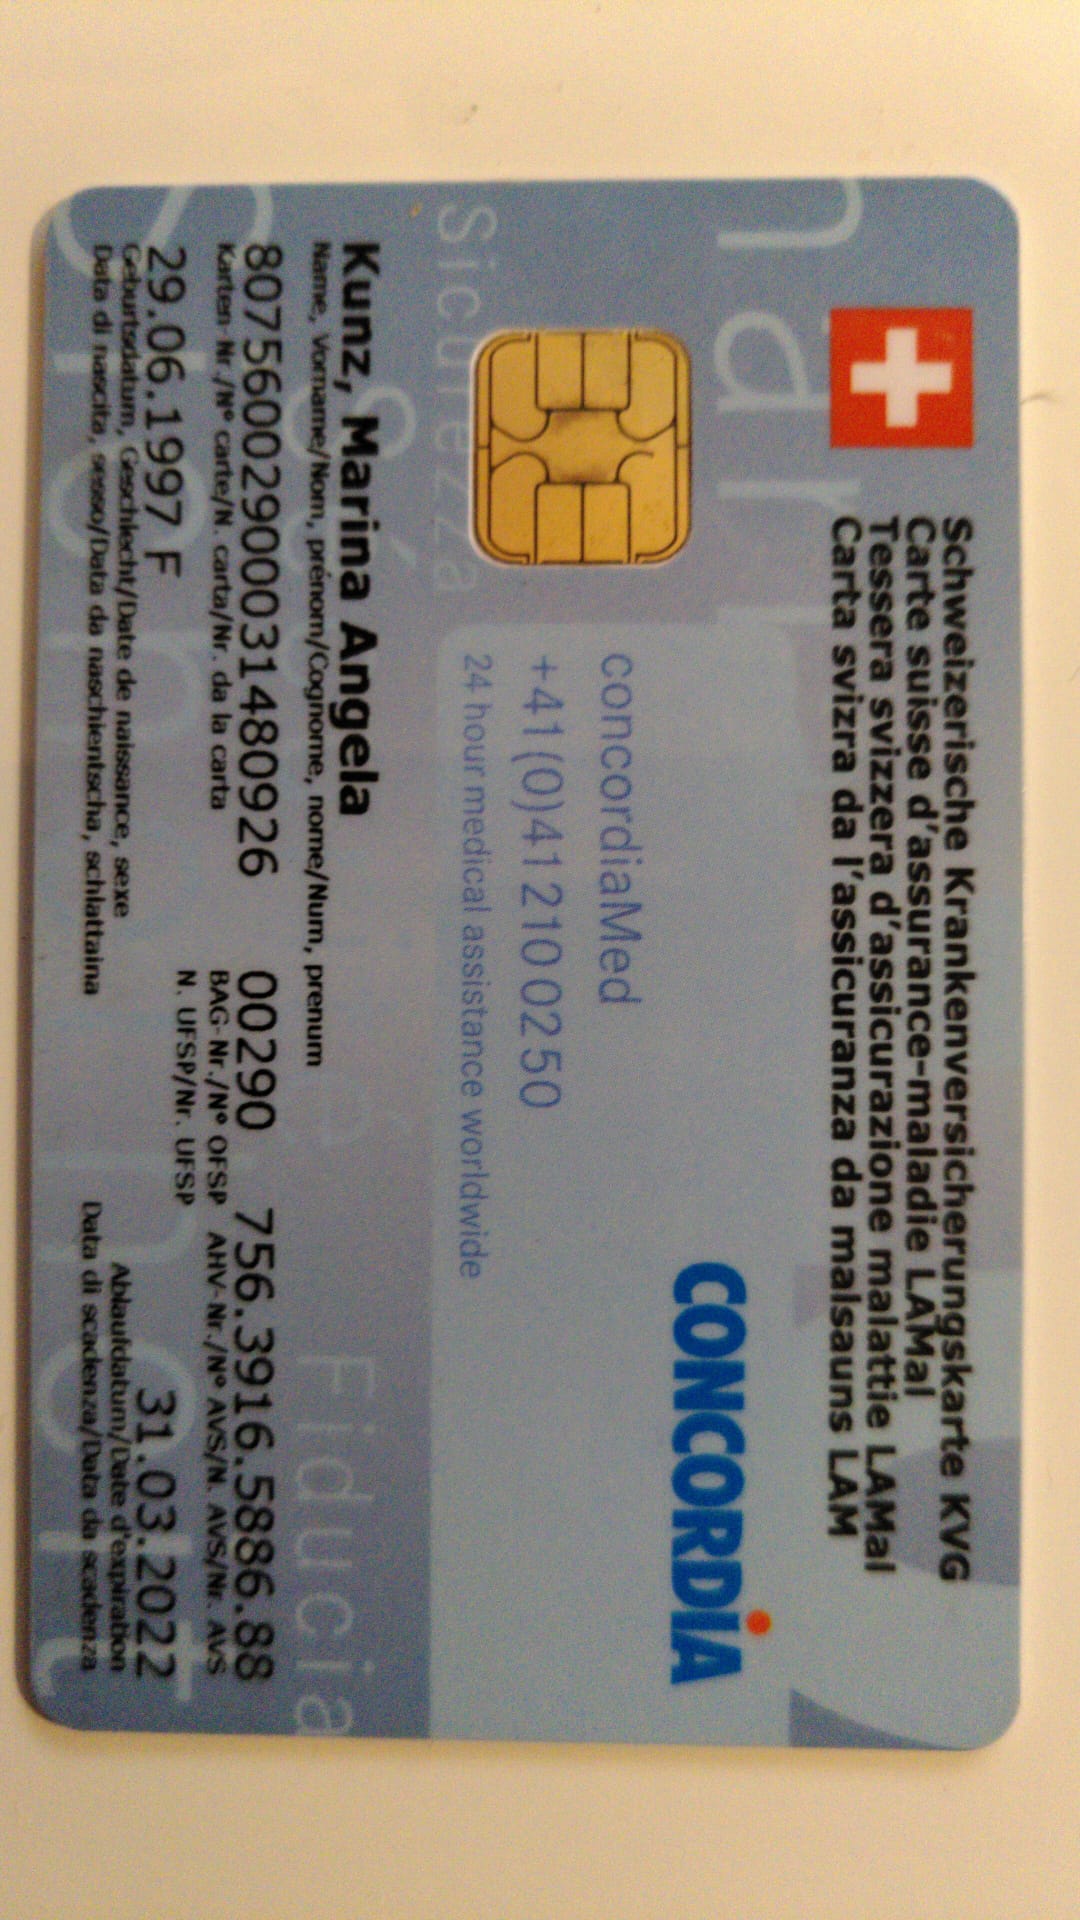 Schweizerische Krankenversicherungskarte KVG
Carte suisse d'assurance-maladie LAMal
Tessera svizzera d'assicurazione malattie LAMal
Carta svizra da l'assicuranza da malsauns LAM
CONCORDIA
concordiaMed
+41(0)41 210 02 50
24 hour medical assistance worldwide
Sicurezza
Fiducia
Kunz, Marina Angela
Name, Vorname/Nom, prénom/Cognome, nome/Num, prenum
80756002900031480926 00290 756.3916.5886.88
Karten-Nr./N° carte/N. carta/Nr. da la carta BAG-Nr./N° OFSP AHV-Nr./N° AVS/N. AVS/Nr. AVS
N. UFSP/Nr. UFSP
29.06.1997 F 31.03.2022
Geburtsdatum, Geschlecht/Date de naissance, sexe Ablaufdatum/Date d'expiration
Data di nascita, sesso/Data da naschientscha, schlattaina Data di scadenza/Data da scadenza